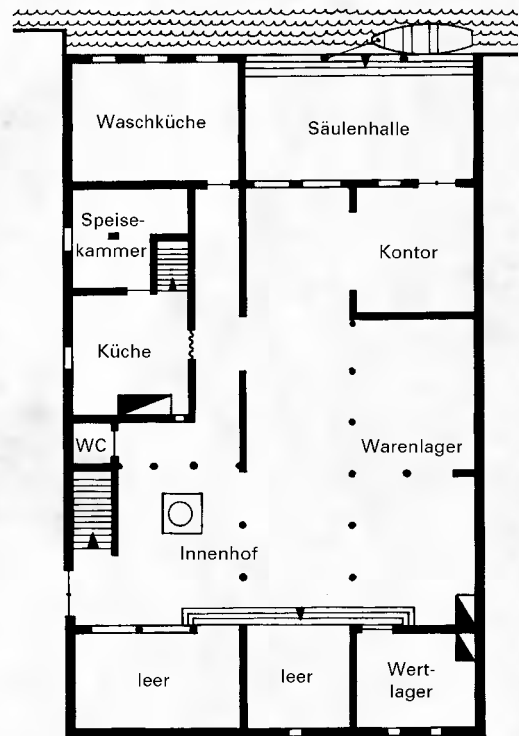 Waschküche
Säulenhalle
Speise-
kammer
Kontor
Küche
WC
Warenlager
Innenhof
leer
leer
Wert-
lager